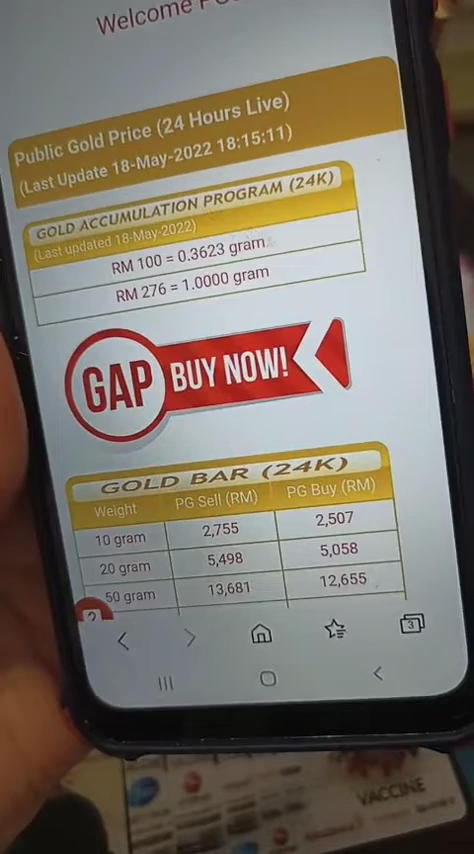 Welcome
Public Gold Price (24 Hours Live)
(Last Update 18-May-2022 18:15:11)
GOLD ACCUMULATION PROGRAM (24K)
(Last updated 18-May-2022)
RM 100 = 0.3623 gram
RM 276 = 1.0000 gram
GAP BUY NOW!
GOLD BAR (24K)
Weight PG Sell (RM) PG Buy (RM)
10 gram 2,755 2,507
20 gram 5,498 5,058
50 gram 13,681 12,655
3
VACCINE